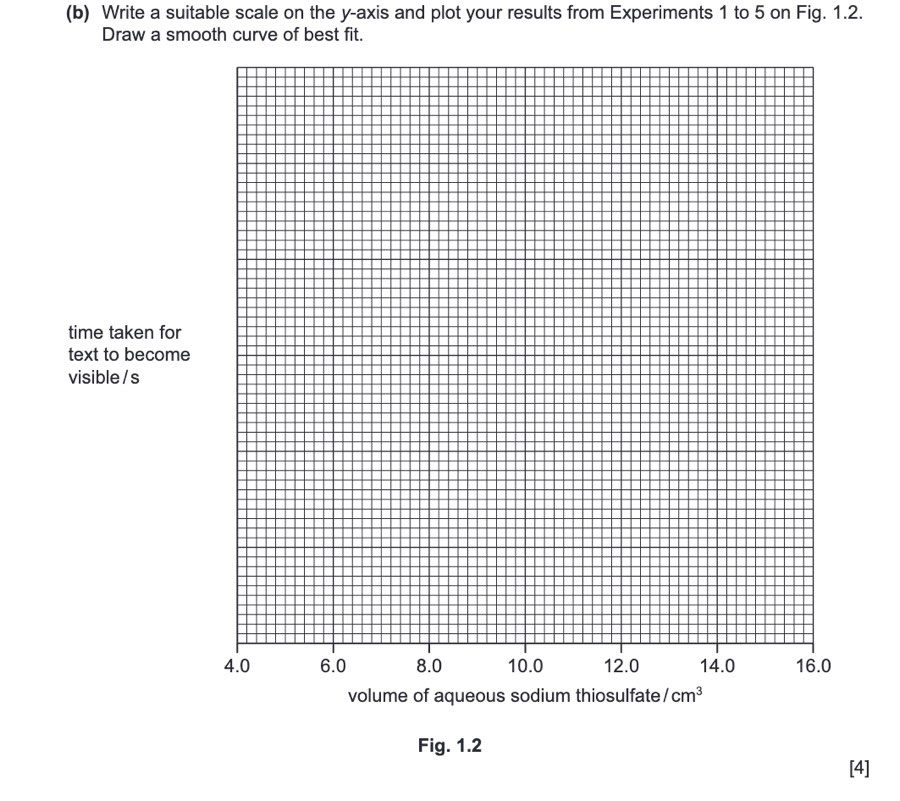 (b) Write a suitable scale on the y-axis and plot your results from Experiments 1 to 5 on Fig. 1.2.
Draw a smooth curve of best fit.
time taken for
text to become
visible/s
4.0 6.0 8.0 10.0 12.0 14.0 16.0
volume of aqueous sodium thiosulfate/cm³
Fig. 1.2
[4]